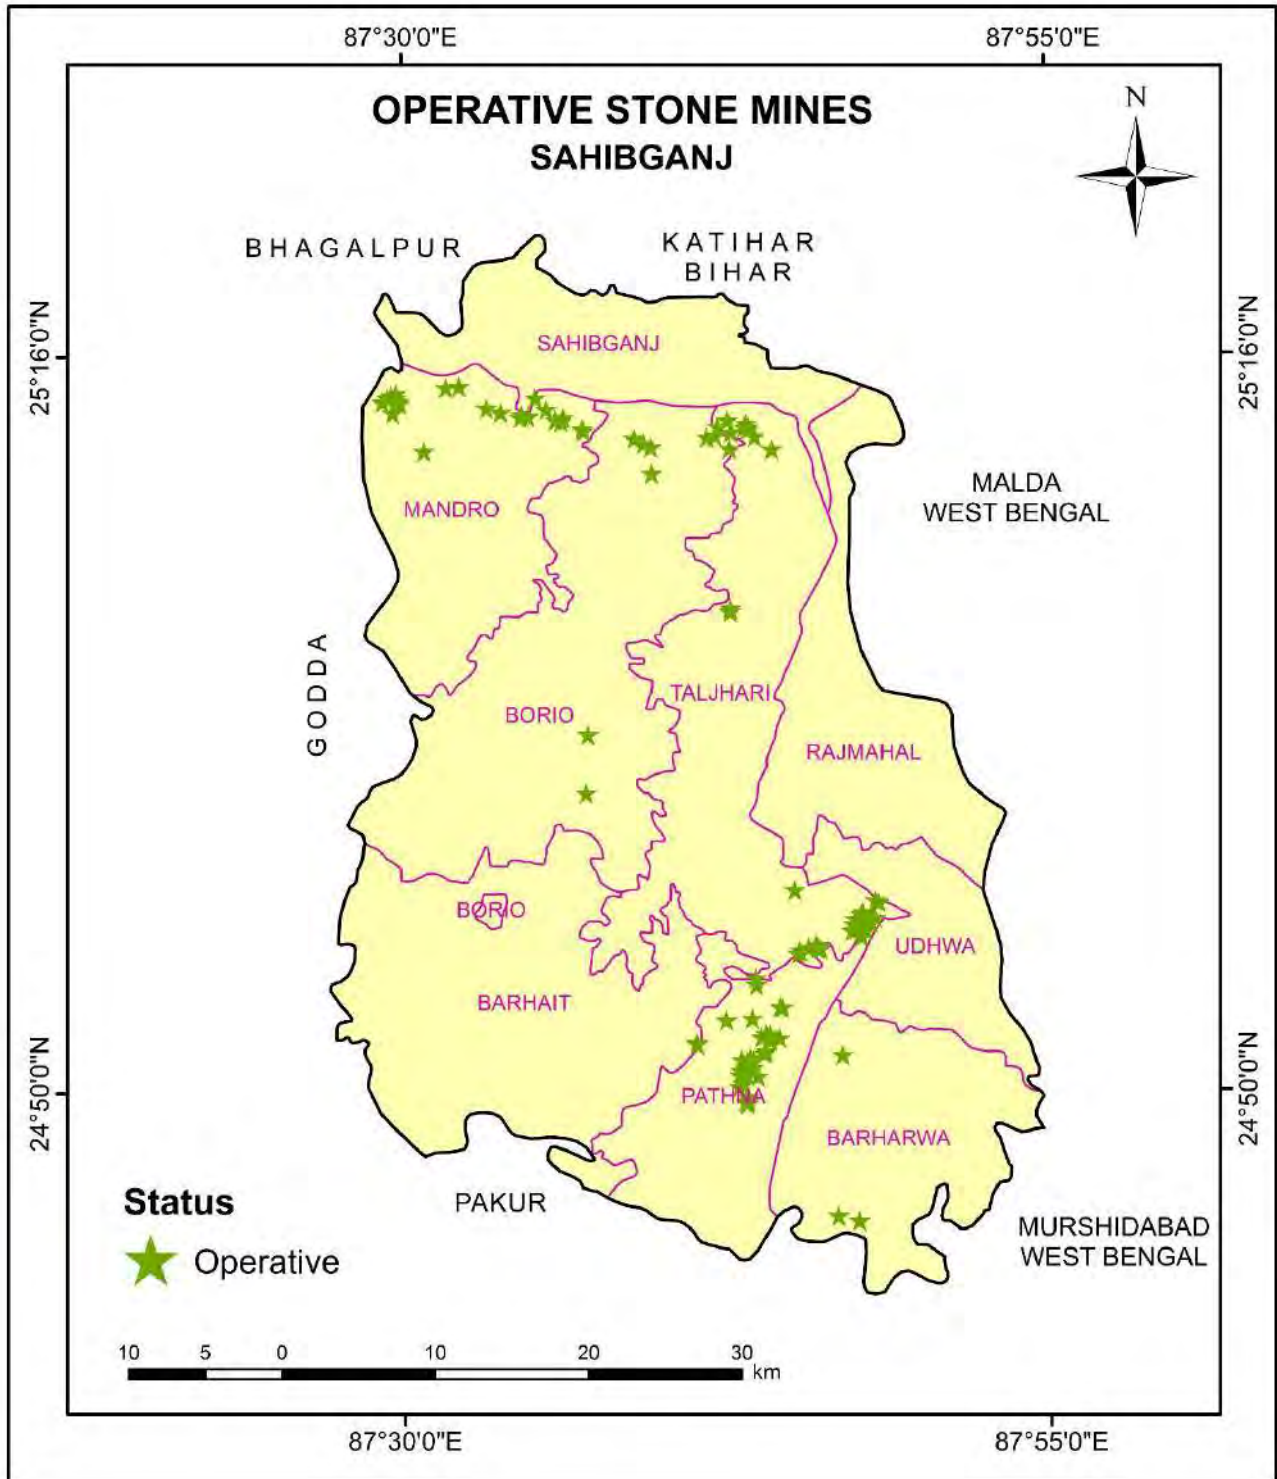 87°30'0"E
87°55'0"E
OPERATIVE STONE MINES
SAHIBGANJ
N
BHAGALPUR
KATIHAR
BIHAR
25°16'0"N
25°16'0"N
SAHIBGANJ
MANDRO
MALDA
WEST BENGAL
GODDA
BORIO
TALJHARI
RAJMAHAL
BORIO
UDHWA
BARHAIT
24°50'0"N
24°50'0"N
PATHNA
BARHARWA
Status
PAKUR
Operative
MURSHIDABAD
WEST BENGAL
10 5 0 10 20 30
km
87°30'0"E
87°55'0"E